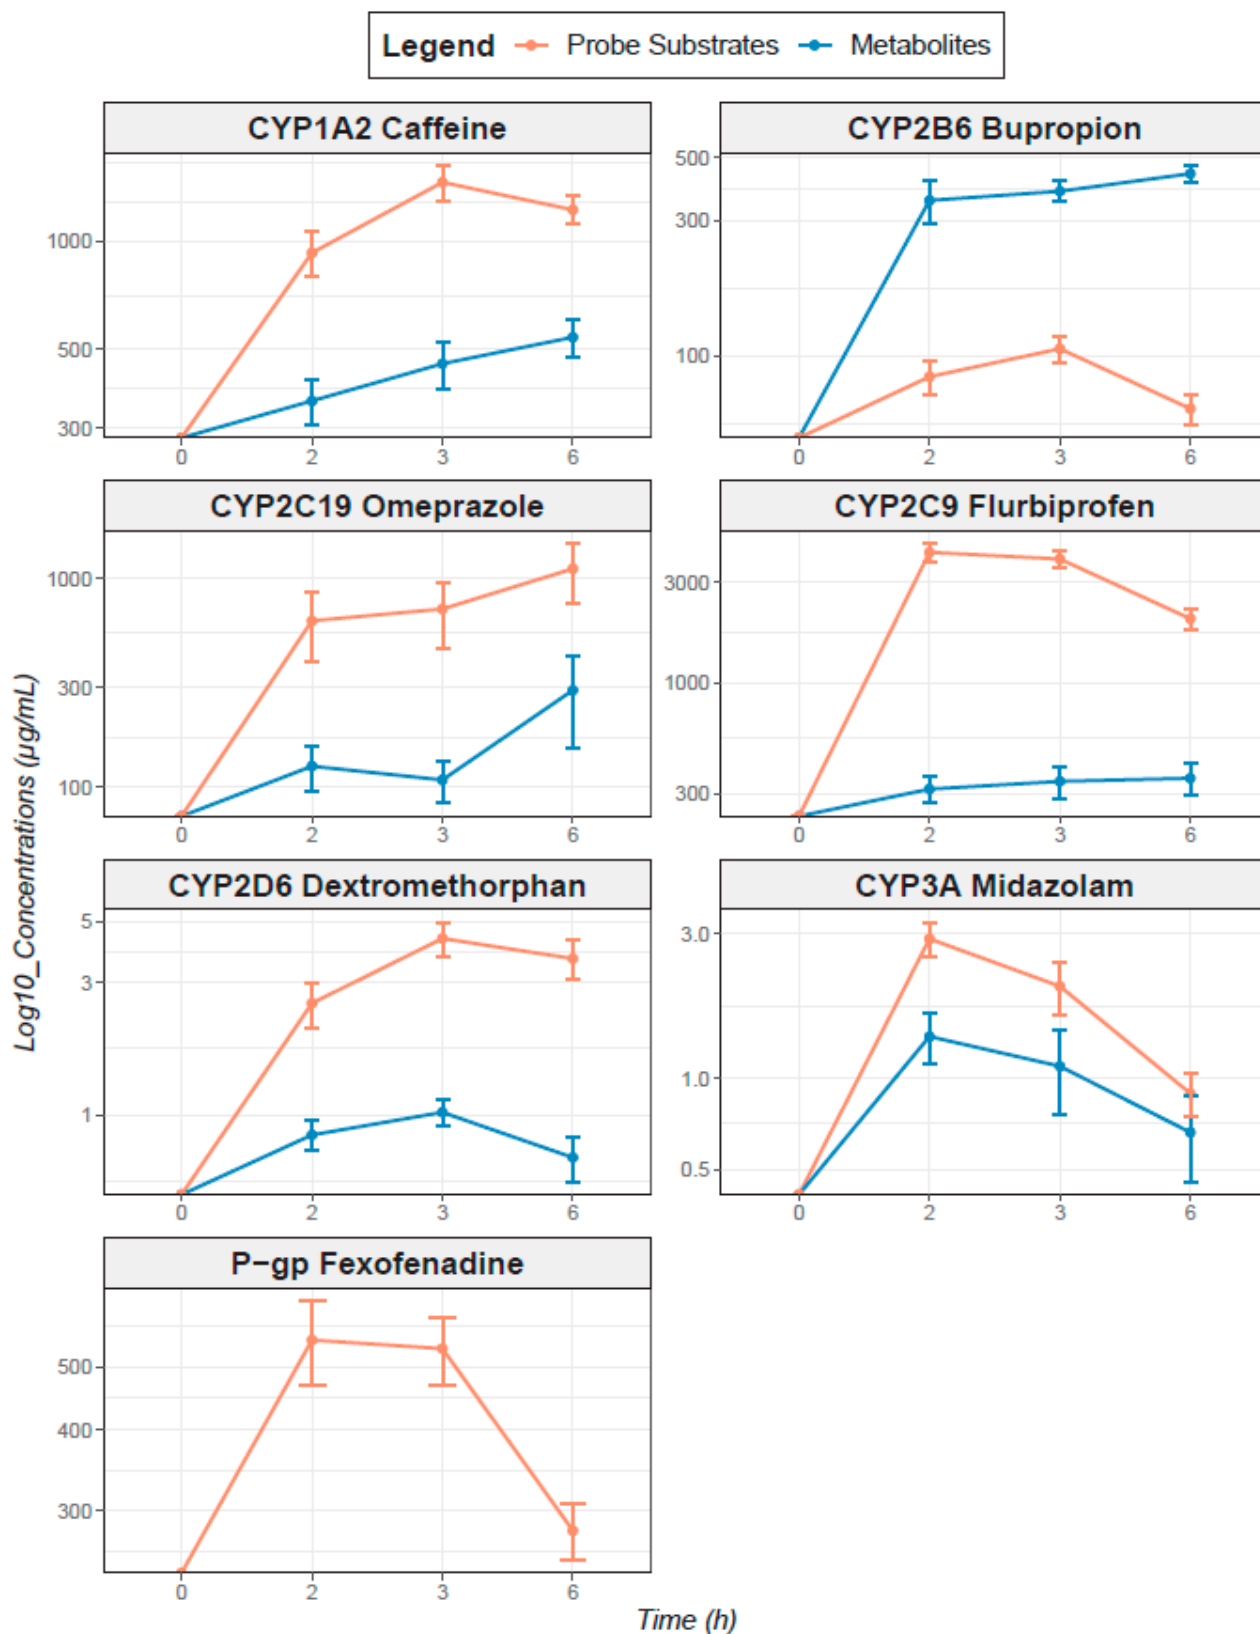 Legend Probe Substrates Metabolites
CYP1A2 Caffeine
1000
500
300
0 2 3 6
CYP2B6 Bupropion
500
300
100
0 2 3 6
CYP2C19 Omeprazole
1000
300
100
0 2 3 6
CYP2C9 Flurbiprofen
3000
1000
300
0 2 3 6
Log10_Concentrations (µg/mL)
CYP2D6 Dextromethorphan
5
3
1
0 2 3 6
CYP3A Midazolam
3.0
1.0
0.5
0 2 3 6
P−gp Fexofenadine
500
400
300
0 2 3 6
Time (h)